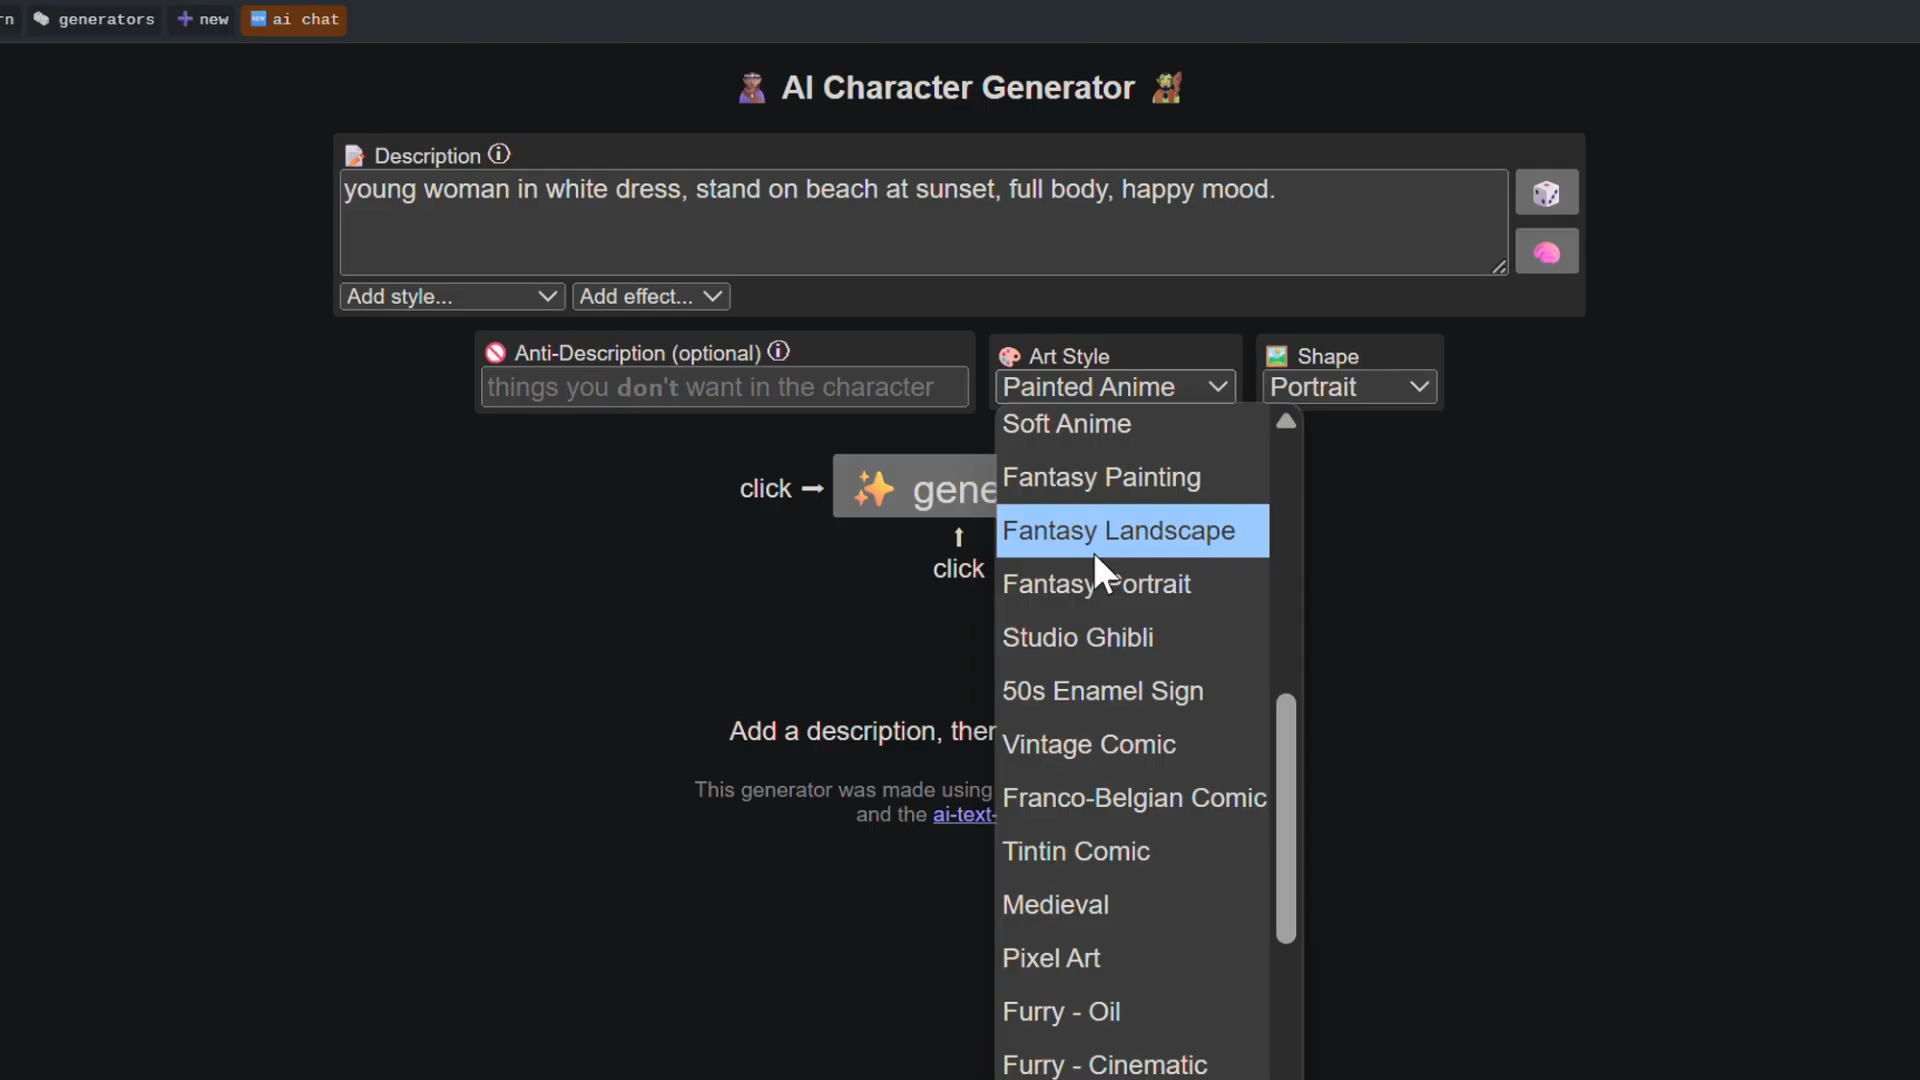 rn generators + new NEW ai chat
AI Character Generator
Description
young woman in white dress, stand on beach at sunset, full body, happy mood.
Add style... Add effect...
Anti-Description (optional)
things you don't want in the character
Art Style
Painted Anime
Shape
Portrait
Soft Anime
Fantasy Painting
Fantasy Landscape
Fantasy Portrait
Studio Ghibli
50s Enamel Sign
Vintage Comic
Franco-Belgian Comic
Tintin Comic
Medieval
Pixel Art
Furry - Oil
Furry - Cinematic
click → gene
↑
click
Add a description, then
This generator was made using
and the ai-text-